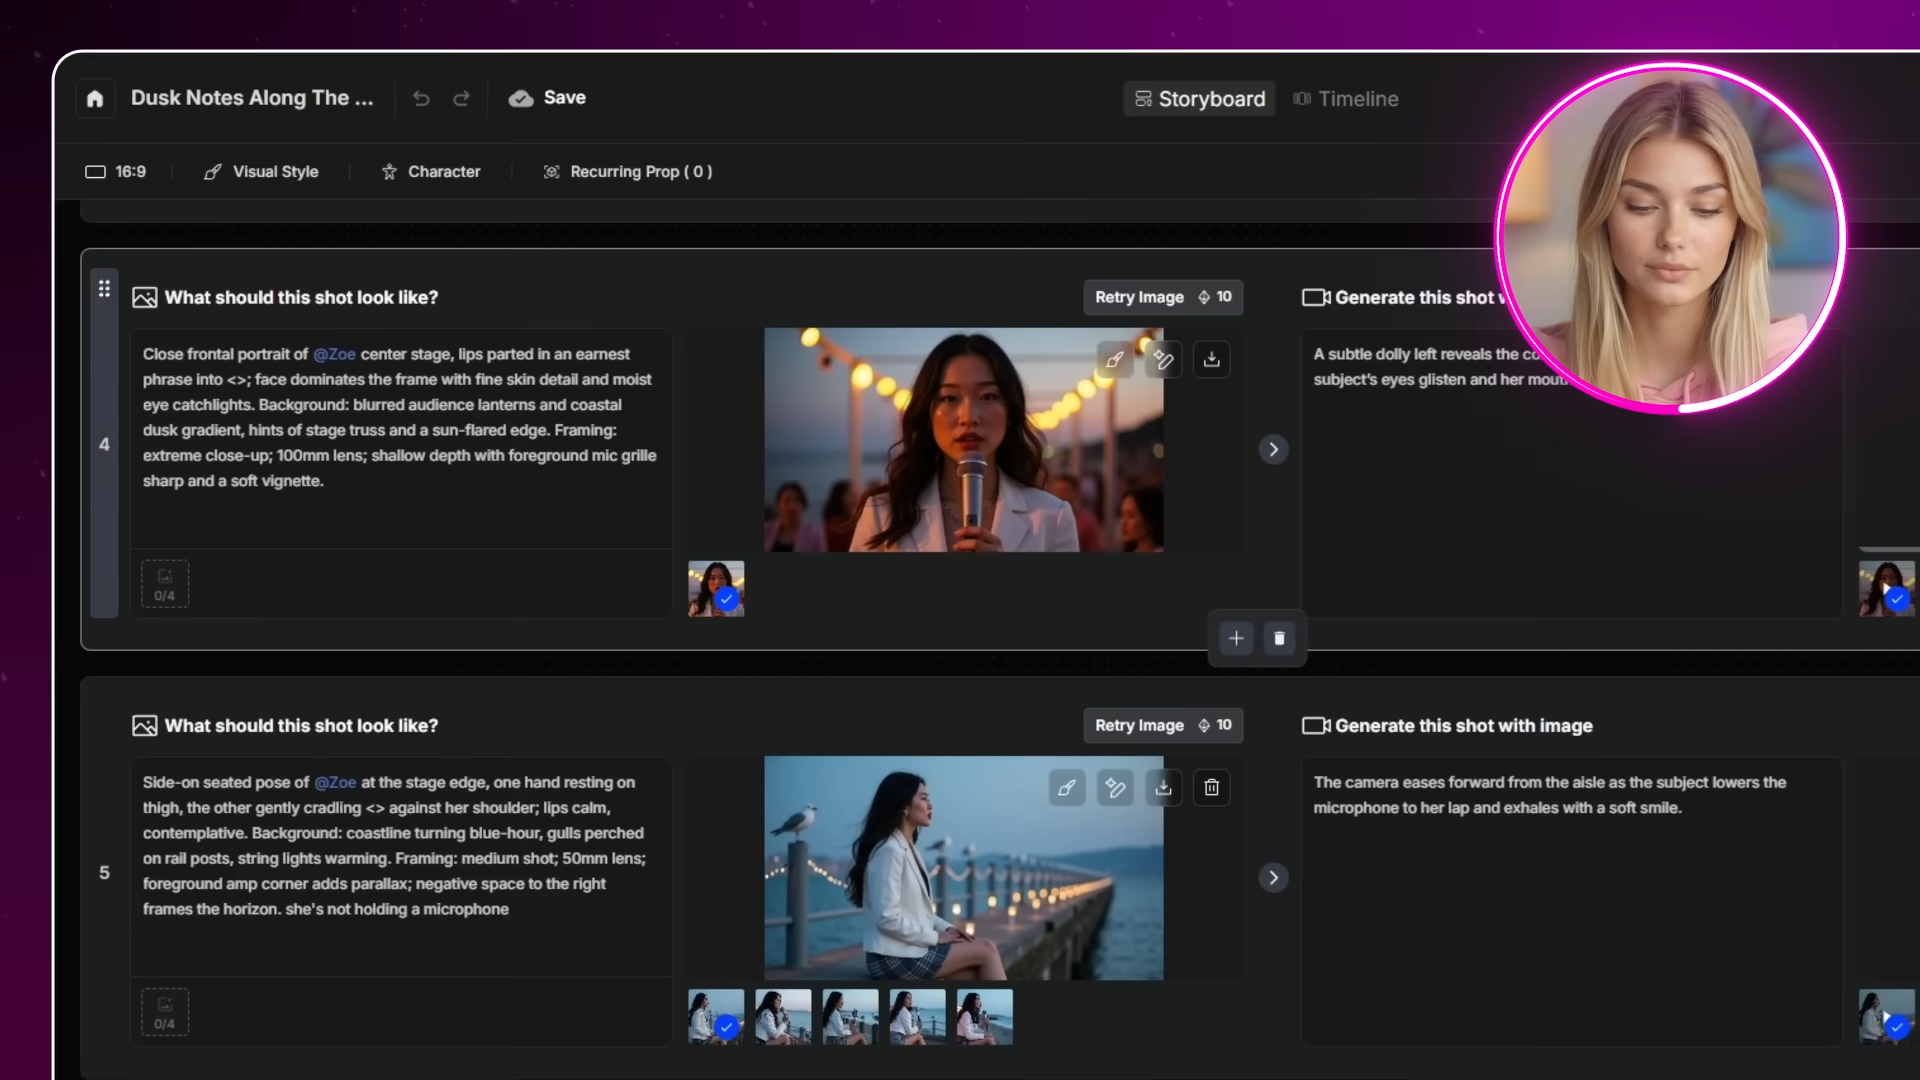 Dusk Notes Along The ...
Save
Storyboard
Timeline
16:9
Visual Style
Character
Recurring Prop ( 0 )
4
What should this shot look like?
Retry Image 10
Close frontal portrait of @Zoe center stage, lips parted in an earnest
phrase into <>; face dominates the frame with fine skin detail and moist
eye catchlights. Background: blurred audience lanterns and coastal
dusk gradient, hints of stage truss and a sun-flared edge. Framing:
extreme close-up; 100mm lens; shallow depth with foreground mic grille
sharp and a soft vignette.
0/4
Generate this shot
A subtle dolly left reveals the
subject's eyes glisten and her
5
What should this shot look like?
Retry Image 10
Side-on seated pose of @Zoe at the stage edge, one hand resting on
thigh, the other gently cradling <> against her shoulder; lips calm,
contemplative. Background: coastline turning blue-hour, gulls perched
on rail posts, string lights warming. Framing: medium shot; 50mm lens;
foreground amp corner adds parallax; negative space to the right
frames the horizon. she's not holding a microphone
0/4
Generate this shot with image
The camera eases forward from the aisle as the subject lowers the
microphone to her lap and exhales with a soft smile.